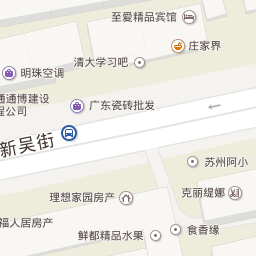 至爱精品宾馆
庄家界
清大学习吧
明珠空调
通通博建设
程公司
广东瓷砖批发
新吴街
苏州阿小
理想家园房产
克丽缇娜
福人居房产
鲜都精品水果
食香缘